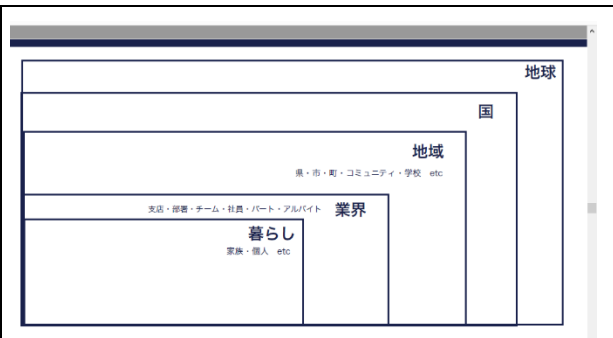 地球
国
地域
県・市・町・コミュニティ・学校 etc
支店・部署・チーム・社員・パート・アルバイト 業界
暮らし
家族・個人 etc